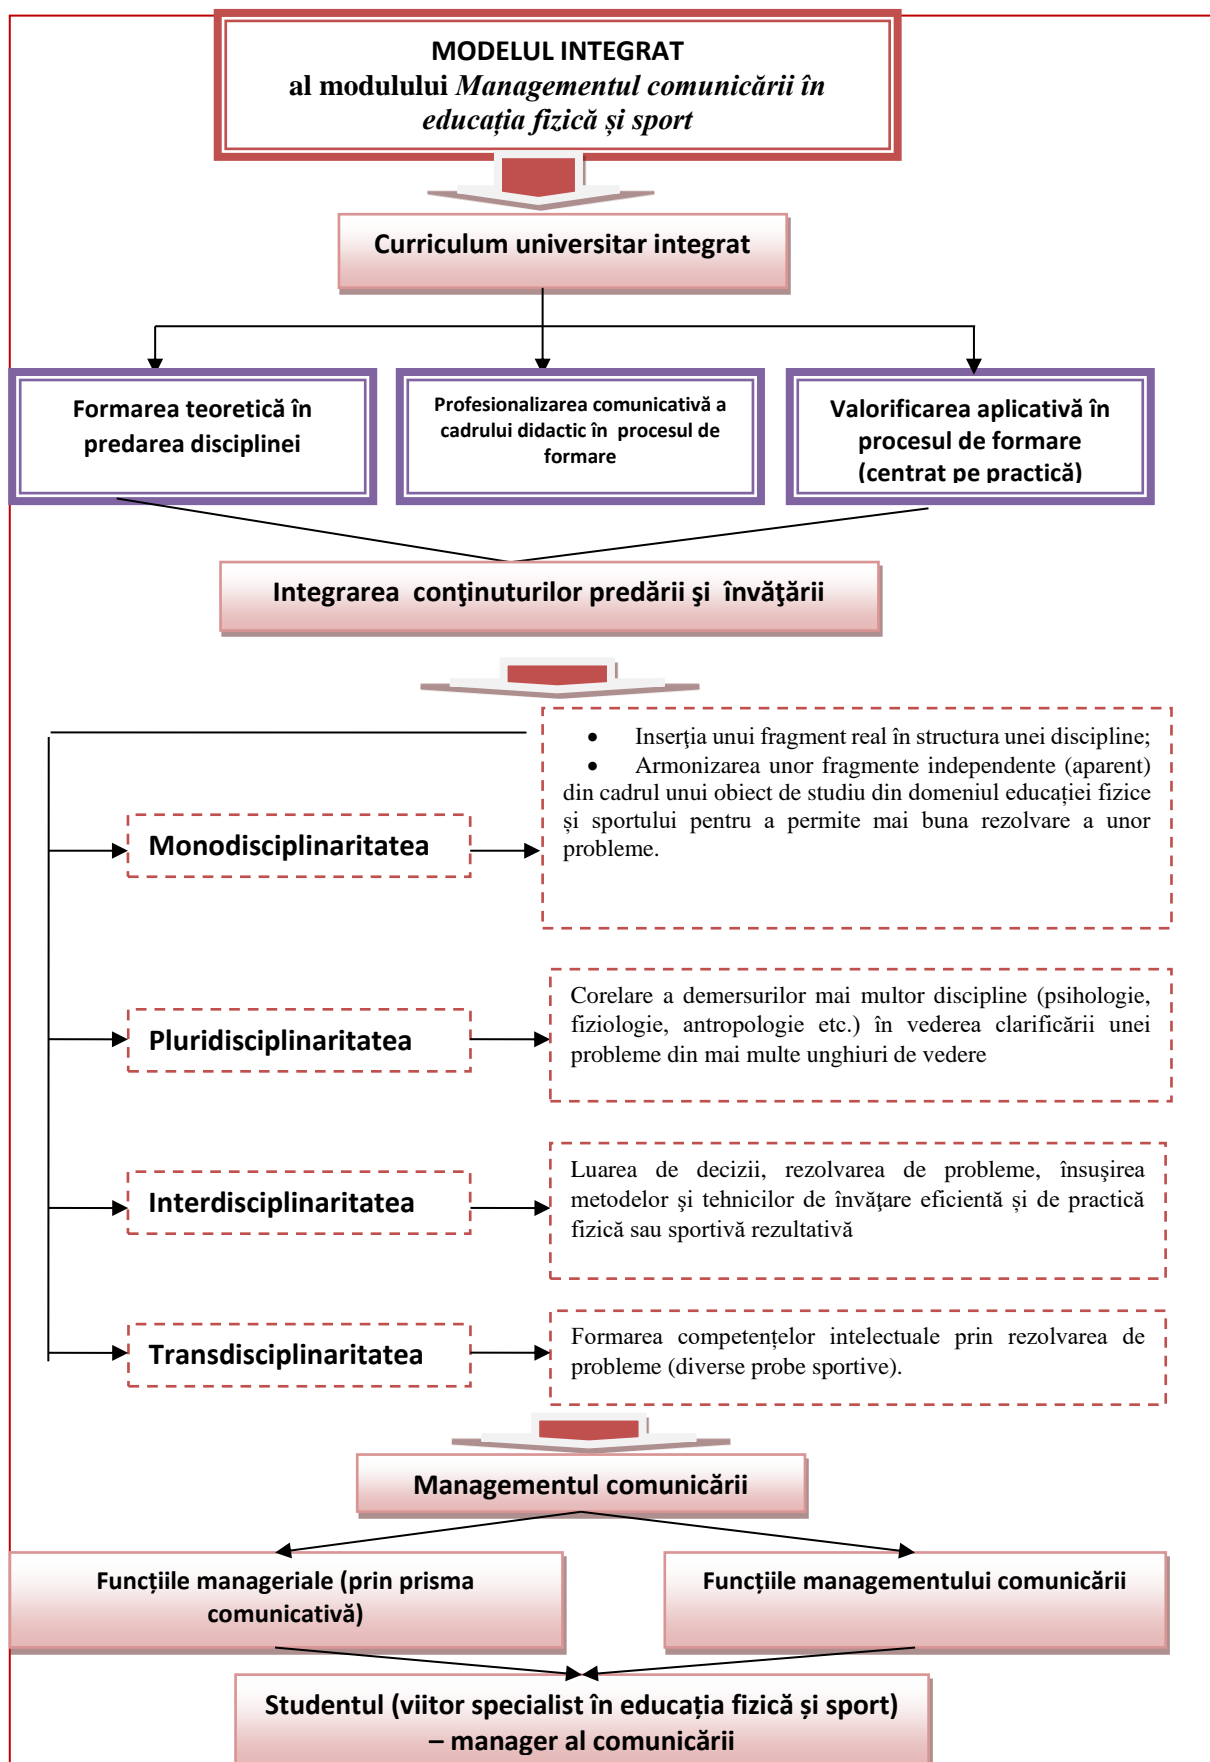 MODELUL INTEGRAT
al modulului Managementul comunicării în
educația fizică și sport
Curriculum universitar integrat
Formarea teoretică în
predarea disciplinei
Profesionalizarea comunicativă a
cadrului didactic în procesul de
formare
Valorificarea aplicativă în
procesul de formare
(centrat pe practică)
Integrarea conţinuturilor predării şi învăţării
Monodisciplinaritatea
• Inserţia unui fragment real în structura unei discipline;
• Armonizarea unor fragmente independente (aparent)
din cadrul unui obiect de studiu din domeniul educației fizice
și sportului pentru a permite mai buna rezolvare a unor
probleme.
Pluridisciplinaritatea
Corelare a demersurilor mai multor discipline (psihologie,
fiziologie, antropologie etc.) în vederea clarificării unei
probleme din mai multe unghiuri de vedere
Interdisciplinaritatea
Luarea de decizii, rezolvarea de probleme, însuşirea
metodelor şi tehnicilor de învăţare eficientă și de practică
fizică sau sportivă rezultativă
Transdisciplinaritatea
Formarea competențelor intelectuale prin rezolvarea de
probleme (diverse probe sportive).
Managementul comunicării
Funcțiile manageriale (prin prisma
comunicativă)
Funcțiile managementului comunicării
Studentul (viitor specialist în educația fizică și sport)
– manager al comunicării